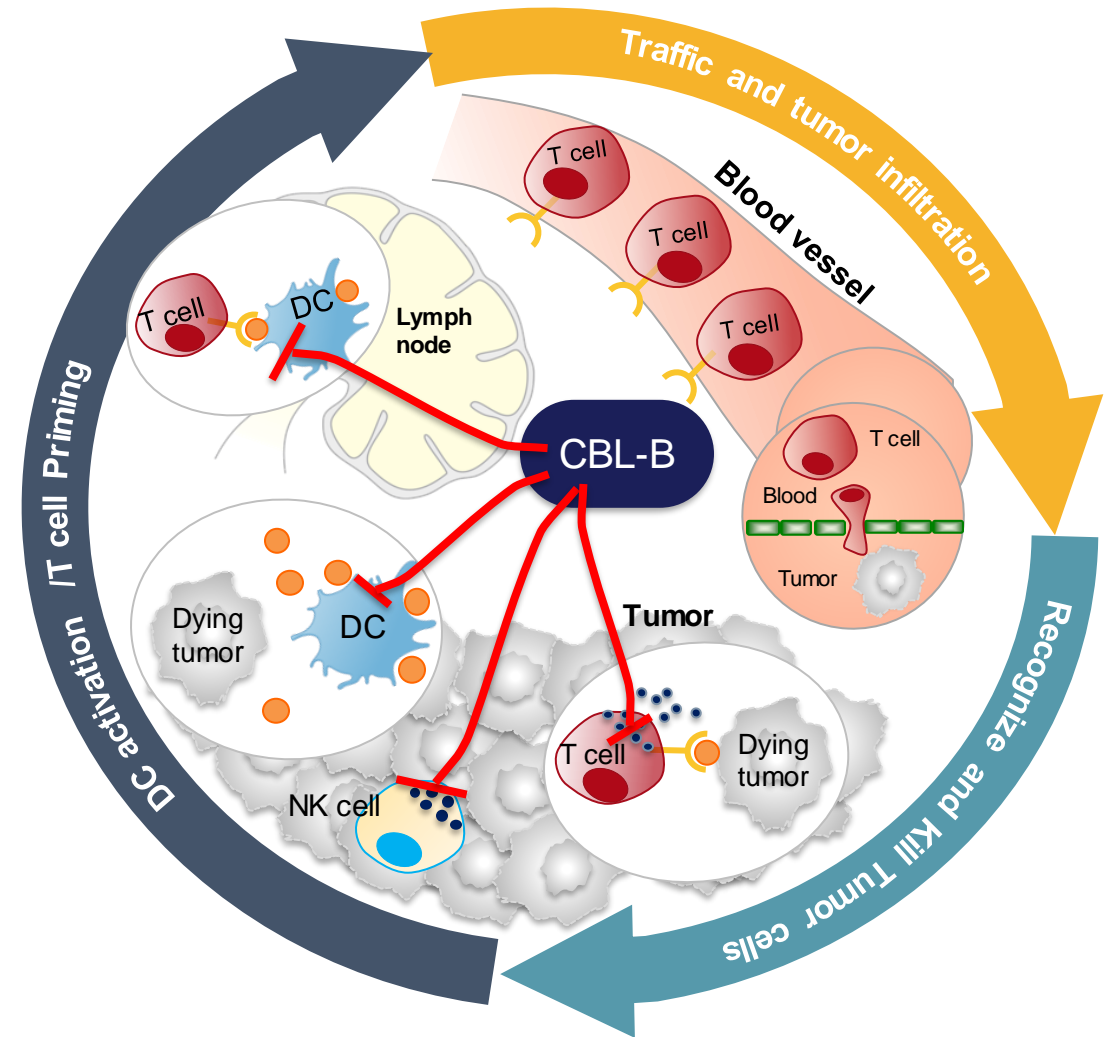 Traffic and tumor infiltration
T cell
Blood vessel
T cell
T cell
DC
T cell
Lymph
node
T cell
CBL-B
T cell
Blood
Tumor
DC activation /T cell Priming
Dying
tumor
DC
Tumor
T cell
Dying
tumor
NK cell
Recognize and Kill Tumor cells